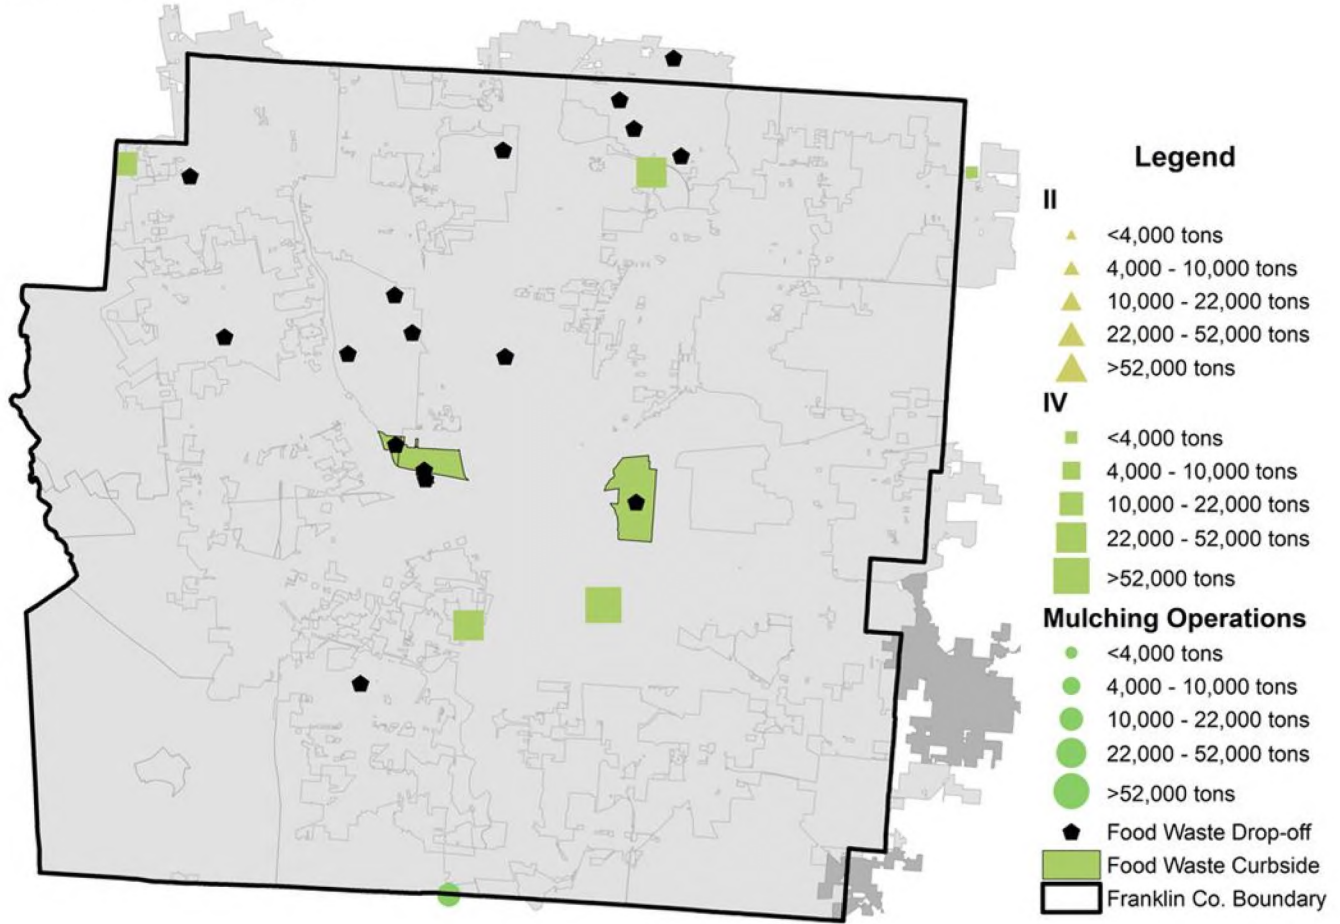 Legend
II
<4,000 tons
4,000 - 10,000 tons
10,000 - 22,000 tons
22,000 - 52,000 tons
>52,000 tons
IV
<4,000 tons
4,000 - 10,000 tons
10,000 - 22,000 tons
22,000 - 52,000 tons
>52,000 tons
Mulching Operations
<4,000 tons
4,000 - 10,000 tons
10,000 - 22,000 tons
22,000 - 52,000 tons
>52,000 tons
Food Waste Drop-off
Food Waste Curbside
Franklin Co. Boundary